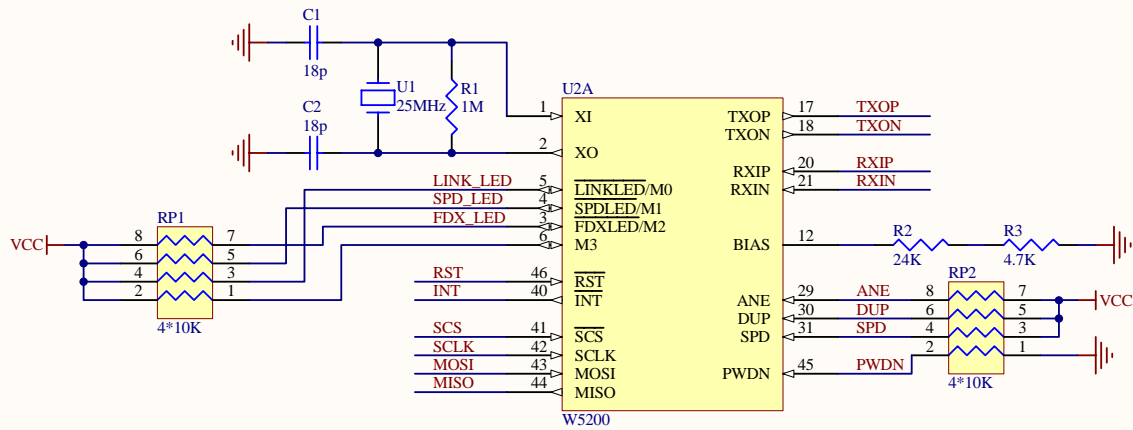 C1
18p
U1
25MHz
R1
1M
C2
18p
U2A
1 XI TXOP 17 TXOP
TXON 18 TXON
2 XO
RXIP 20 RXIP
LINK_LED 5 LINKLED/M0 RXIN 21 RXIN
SPD_LED 4 SPDLED/M1
FDX_LED 3 FDXLED/M2
RP1
VCC 8 7
6 M3 BIAS 12 R2 R3
24K 4.7K
6 5
4 3
2 1
4*10K
RST 46 RST
INT 40 INT
RP2
ANE 29 ANE 8 7 VCC
DUP 30 DUP 6 5
SCS 41 SCS SPD 31 SPD 4 3
SCLK 42 SCLK 2 1
MOSI 43 MOSI PWDN 45 PWDN
4*10K
MISO 44 MISO
W5200